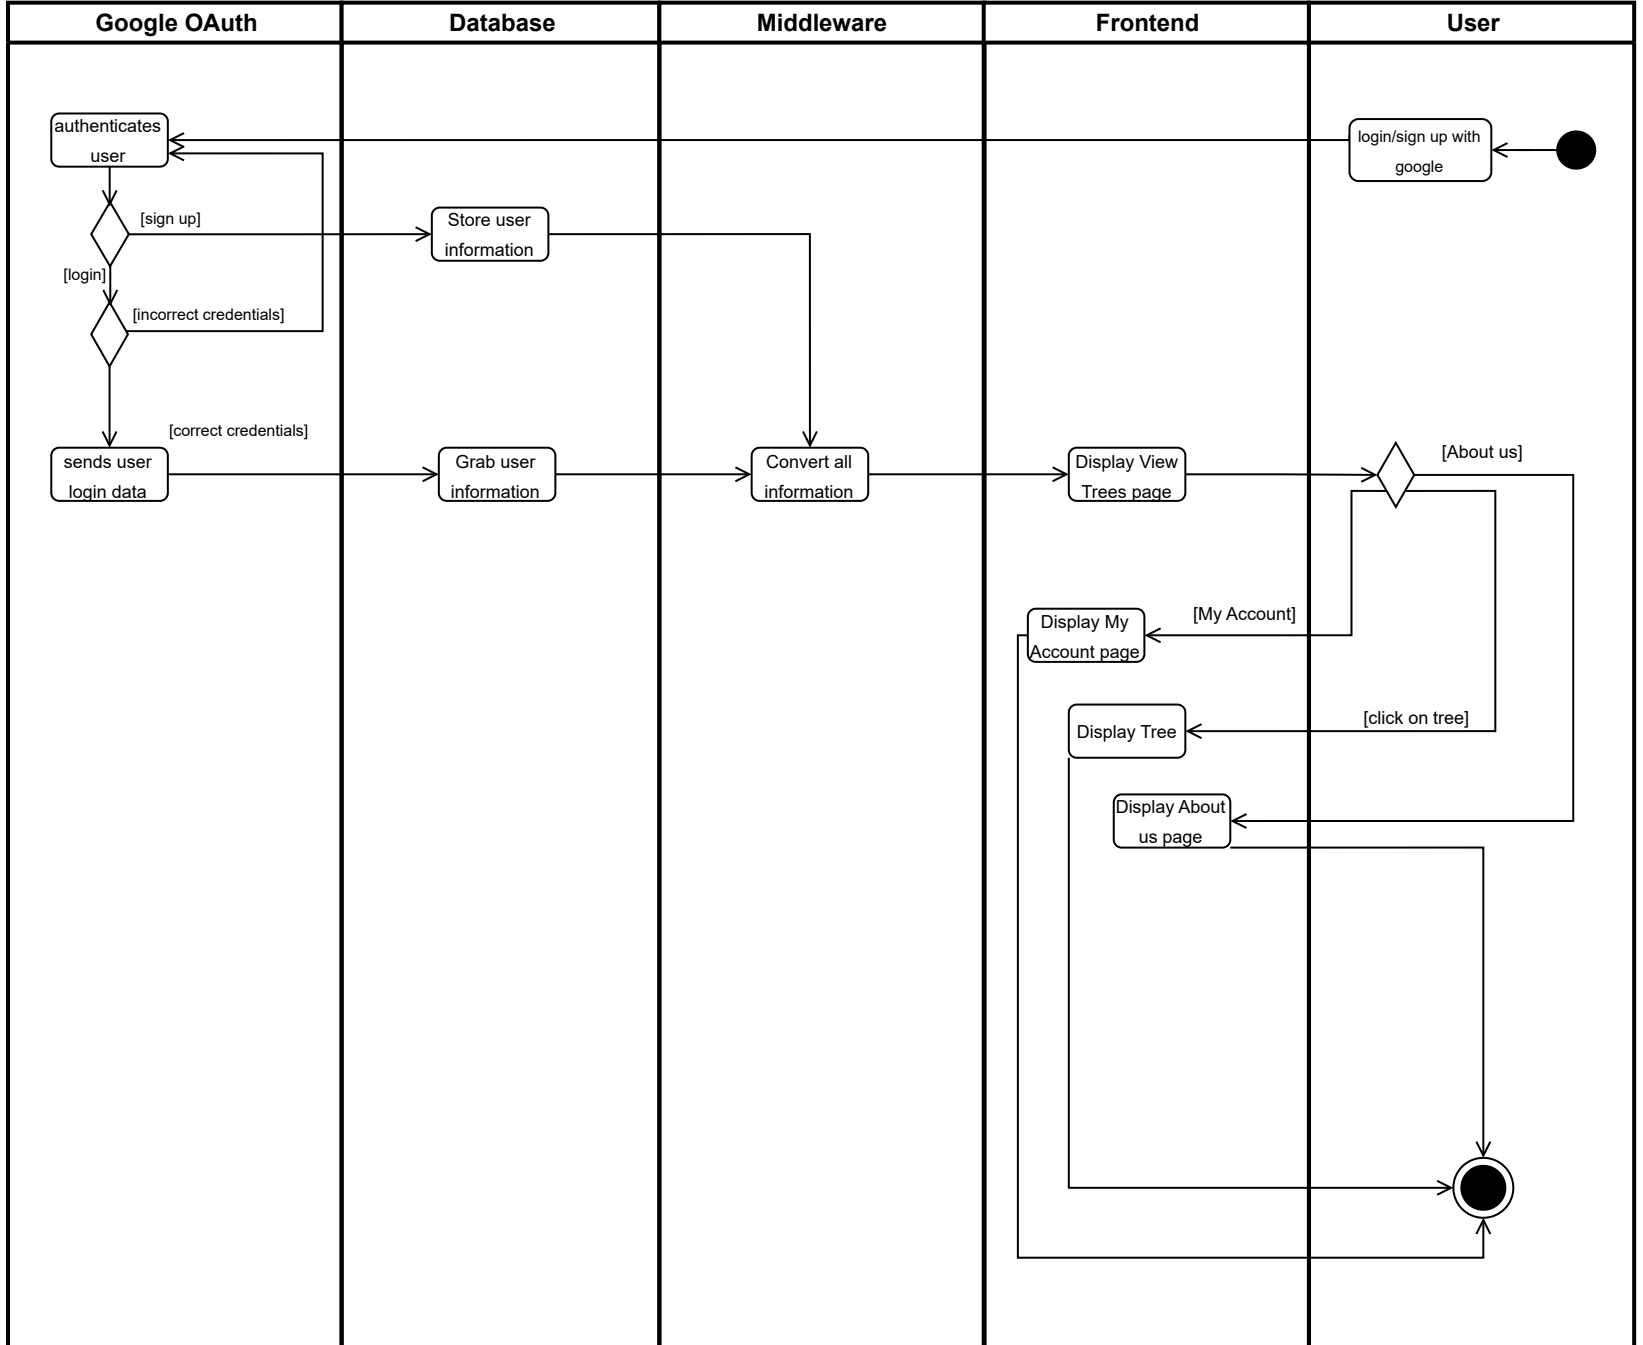 Google OAuth
Database
Middleware
Frontend
User
authenticates
user
login/sign up with
google
[sign up]
Store user
information
[login]
[incorrect credentials]
[correct credentials]
sends user
login data
Grab user
information
Convert all
information
Display View
Trees page
[About us]
Display My
Account page
[My Account]
Display Tree
[click on tree]
Display About
us page